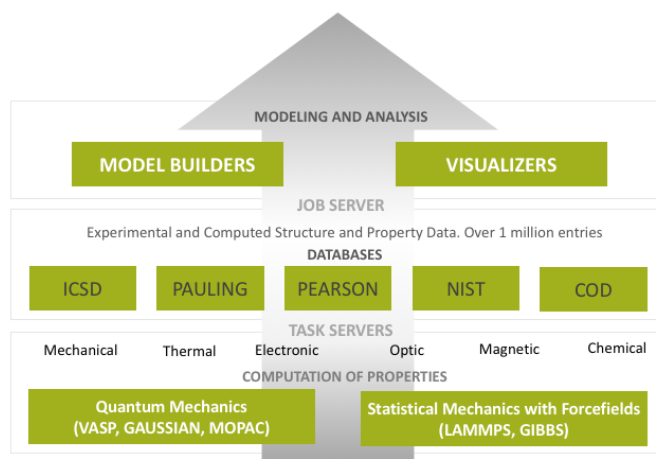 MODELING AND ANALYSIS
MODEL BUILDERS
VISUALIZERS
JOB SERVER
Experimental and Computed Structure and Property Data. Over 1 million entries
DATABASES
ICSD
PAULING
PEARSON
NIST
COD
TASK SERVERS
Mechanical
Thermal
Electronic
Optic
Magnetic
Chemical
COMPUTATION OF PROPERTIES
Quantum Mechanics
(VASP, GAUSSIAN, MOPAC)
Statistical Mechanics with Forcefields
(LAMMPS, GIBBS)